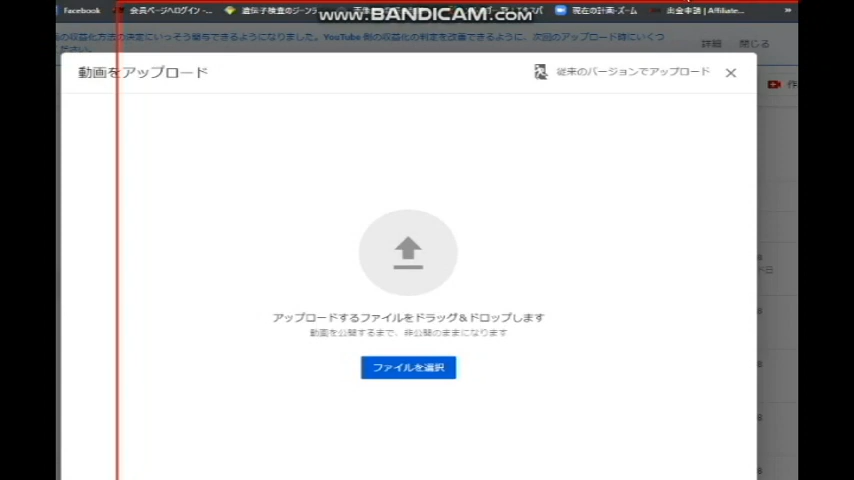 www.BANDICAM.com
Facebook
会員ページへログイン -...
遺伝子検査のジーンラ
現在の計画-ズーム
出金申請 | Affiliate...
»
の収益化方法の決定にいっそう関与できるようになりました。YouTube 側の収益化の判定を改善できるように、次回のアップロード時にいくつ
ださい。
詳細 閉じる
動画をアップロード
従来のバージョンでアップロード
作
アップロードするファイルをドラッグ&ドロップします
動画を公開するまで、非公開のままになります
ファイルを選択